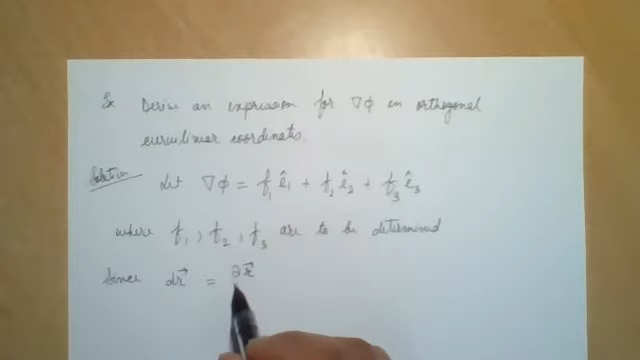 Ex Derive an expression for ∇ϕ in orthogonal
curvilinear coordinates.
Solution Let ∇ϕ = f₁ ê₁ + f₂ ê₂ + f₃ ê₃
where f₁, f₂, f₃ are to be determined
Since dr⃗ = ∂r⃗